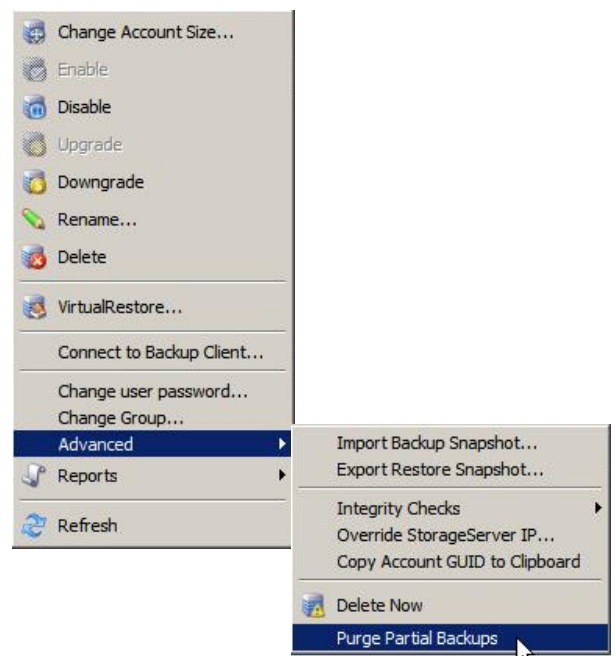 Change Account Size...
Enable
Disable
Upgrade
Downgrade
Rename...
Delete
VirtualRestore...
Connect to Backup Client...
Change user password...
Change Group...
Advanced
Reports
Refresh
Import Backup Snapshot...
Export Restore Snapshot...
Integrity Checks
Override StorageServer IP...
Copy Account GUID to Clipboard
Delete Now
Purge Partial Backups